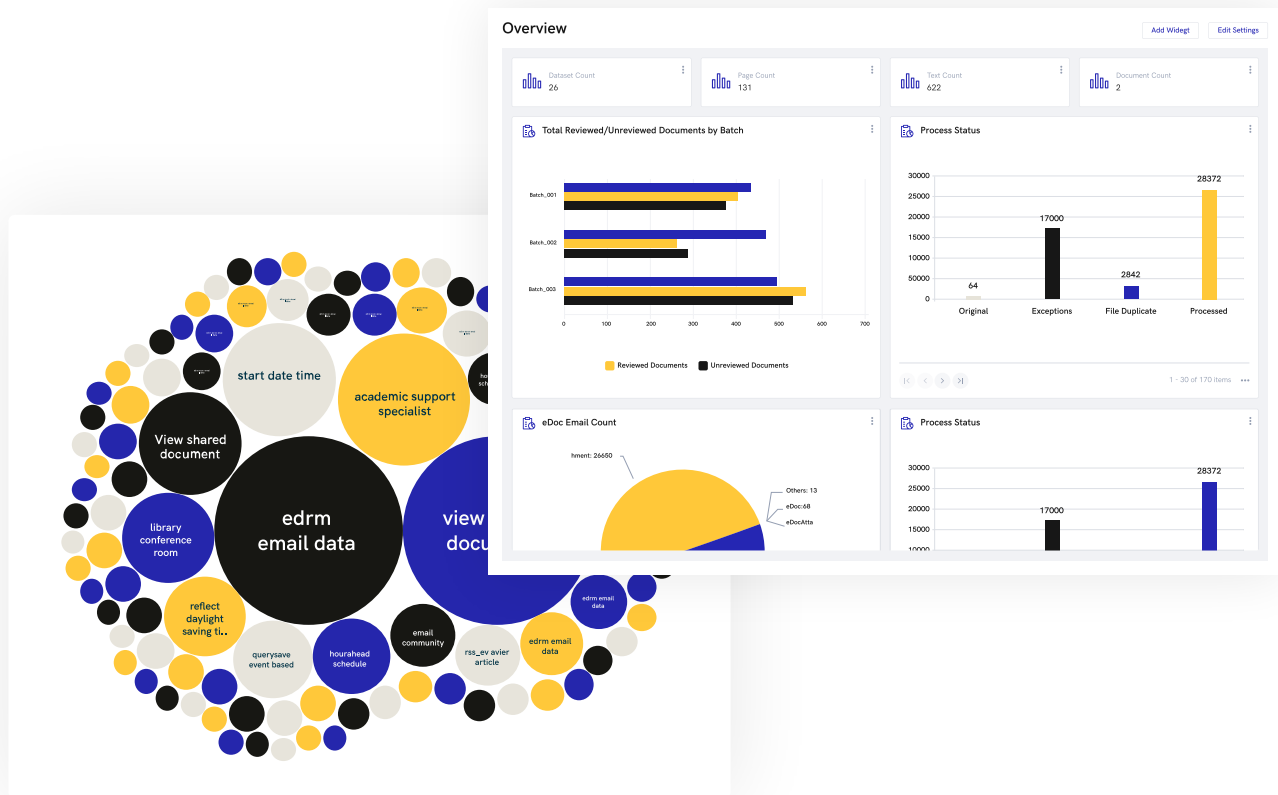 Overview
Add Widegt
Edit Settings
Dataset Count
26
Page Count
131
Text Count
622
Document Count
2
Total Reviewed/Unreviewed Documents by Batch
Batch_001
Batch_002
Batch_003
0 100 200 300 400 500 600 700
Reviewed Documents
Unreviewed Documents
Process Status
30000
25000
20000
15000
10000
50000
0
64
17000
2842
28372
Original
Exceptions
File Duplicate
Processed
1 - 30 of 170 items
eDoc Email Count
hment: 26650
Others: 13
eDoc:68
eDocAtta
Process Status
30000
25000
20000
15000
10000
17000
28372
start date time
academic support
specialist
View shared
document
edrm
email data
view
docu
library
conference
room
reflect
daylight
saving ti..
querysave
event based
hourahead
schedule
email
community
rss_ev avier
article
edrm email
data
edrm email
data
hou
sch